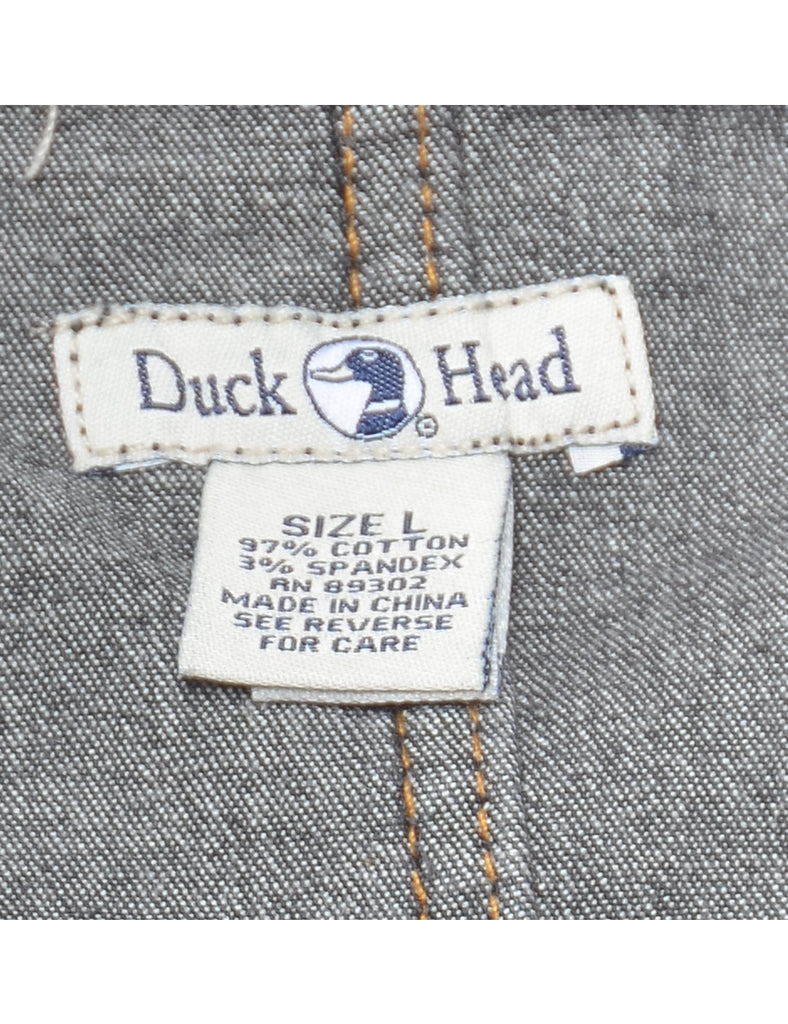 Duck Head ®
SIZE L
97% COTTON
3% SPANDEX
RN 89302
MADE IN CHINA
SEE REVERSE
FOR CARE